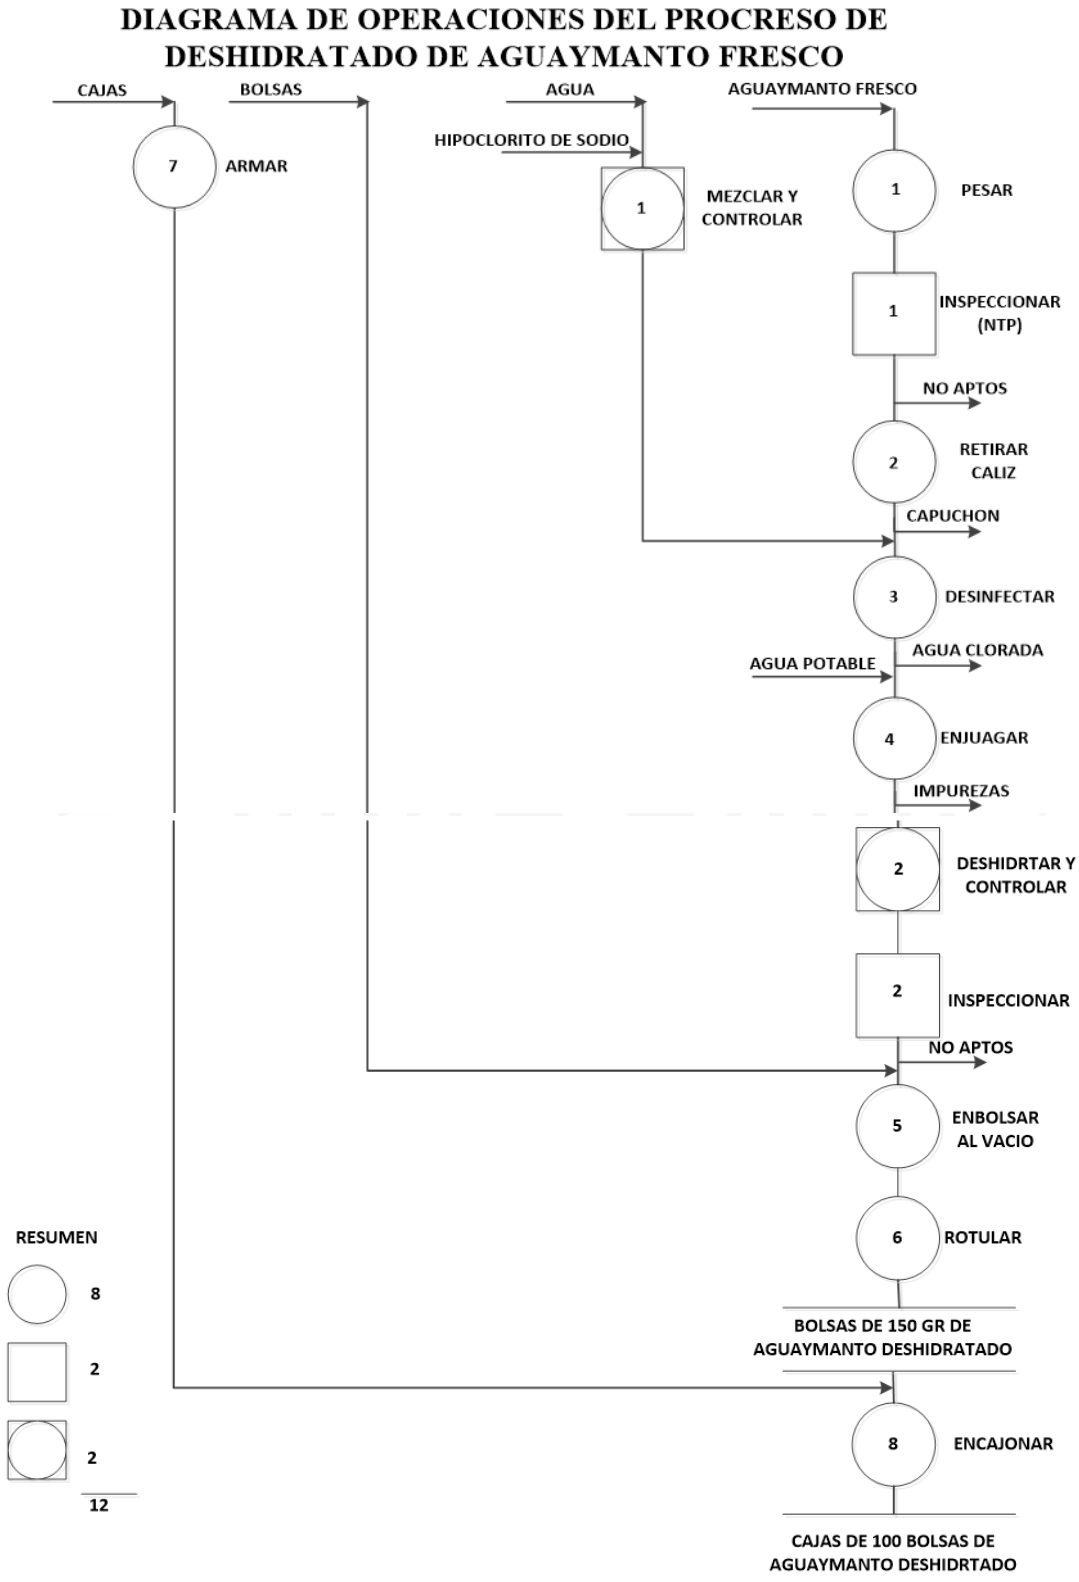 DIAGRAMA DE OPERACIONES DEL PROCRESO DE
DESHIDRATADO DE AGUAYMANTO FRESCO
CAJAS
BOLSAS
AGUA
AGUAYMANTO FRESCO
HIPOCLORITO DE SODIO
7
ARMAR
1
MEZCLAR Y
CONTROLAR
1
PESAR
1
INSPECCIONAR
(NTP)
NO APTOS
2
RETIRAR
CALIZ
CAPUCHON
3
DESINFECTAR
AGUA CLORADA
AGUA POTABLE
4
ENJUAGAR
IMPUREZAS
2
DESHIDRTAR Y
CONTROLAR
2
INSPECCIONAR
NO APTOS
5
ENBOLSAR
AL VACIO
6
ROTULAR
BOLSAS DE 150 GR DE
AGUAYMANTO DESHIDRATADO
8
ENCAJONAR
CAJAS DE 100 BOLSAS DE
AGUAYMANTO DESHIDRTADO
RESUMEN
8
2
2
12